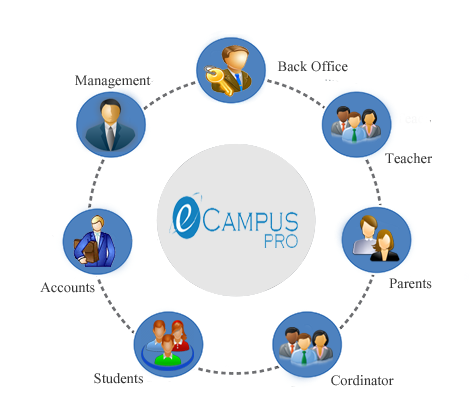 Back Office
Management
Teacher
eCAMPUS
PRO
Accounts
Parents
Students
Cordinator